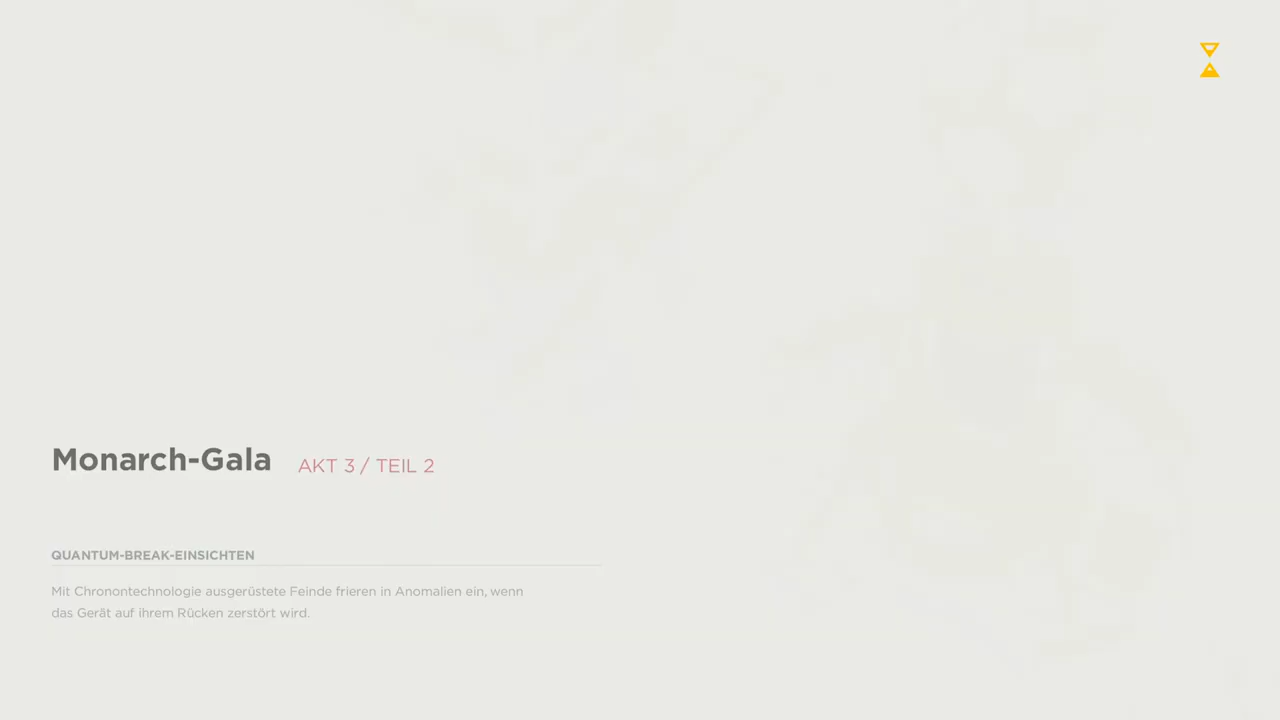 Monarch-Gala AKT 3 / TEIL 2
QUANTUM-BREAK-EINSICHTEN
Mit Chronontechnologie ausgerüstete Feinde frieren in Anomalien ein, wenn
das Gerät auf ihrem Rücken zerstört wird.